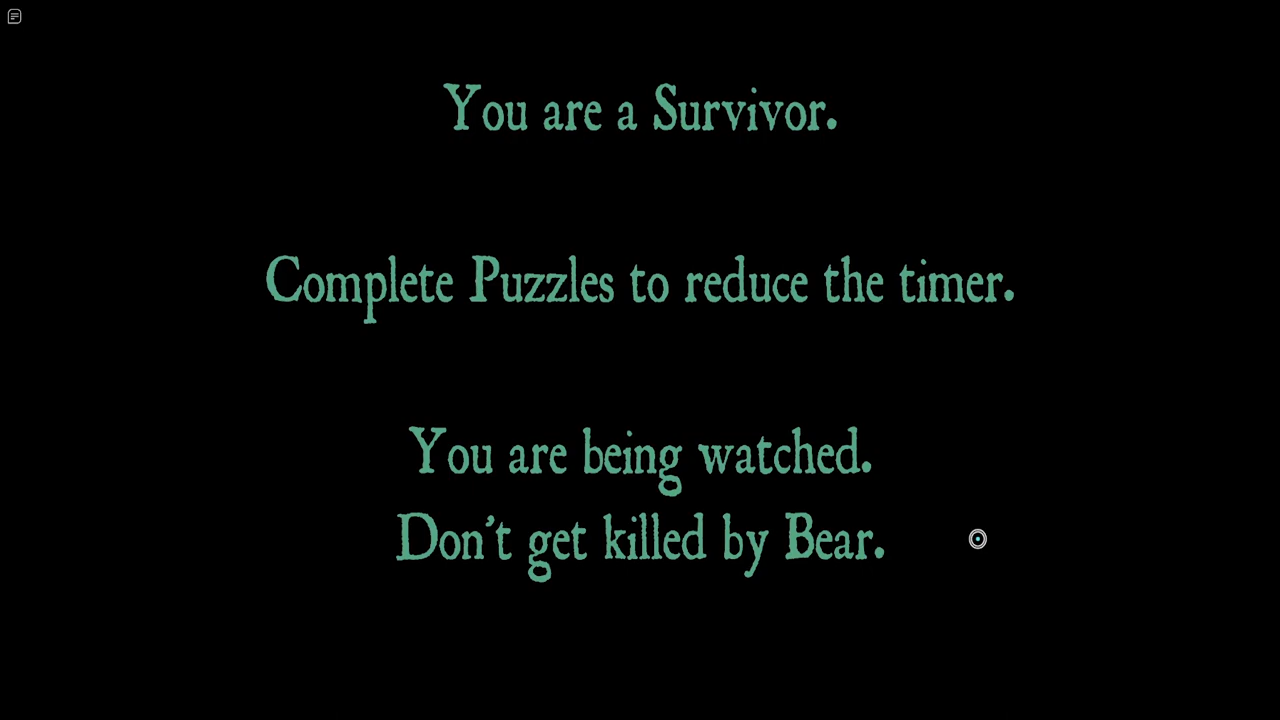 You are a Survivor.
Complete Puzzles to reduce the timer.
You are being watched.
Don't get killed by Bear.